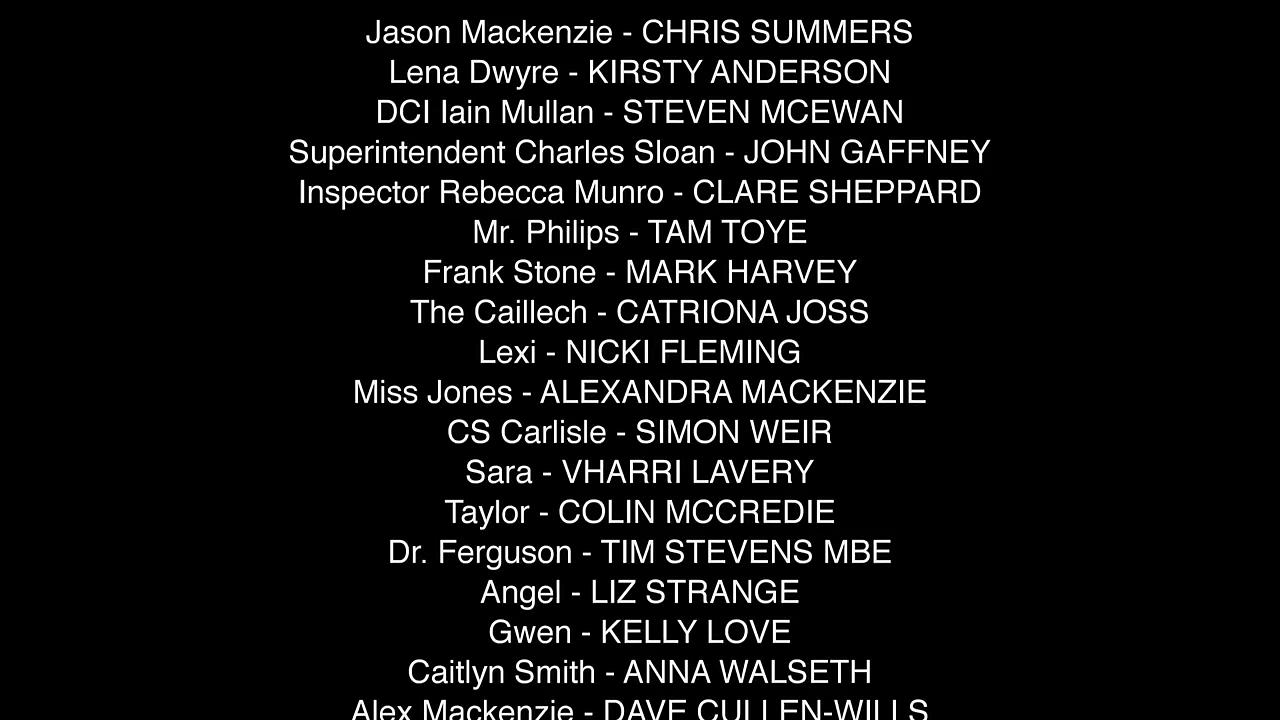 Jason Mackenzie - CHRIS SUMMERS
Lena Dwyre - KIRSTY ANDERSON
DCI Iain Mullan - STEVEN MCEWAN
Superintendent Charles Sloan - JOHN GAFFNEY
Inspector Rebecca Munro - CLARE SHEPPARD
Mr. Philips - TAM TOYE
Frank Stone - MARK HARVEY
The Caillech - CATRIONA JOSS
Lexi - NICKI FLEMING
Miss Jones - ALEXANDRA MACKENZIE
CS Carlisle - SIMON WEIR
Sara - VHARRI LAVERY
Taylor - COLIN MCCREDIE
Dr. Ferguson - TIM STEVENS MBE
Angel - LIZ STRANGE
Gwen - KELLY LOVE
Caitlyn Smith - ANNA WALSETH
Alex Mackenzie - DAVE CULLEN-WILLS